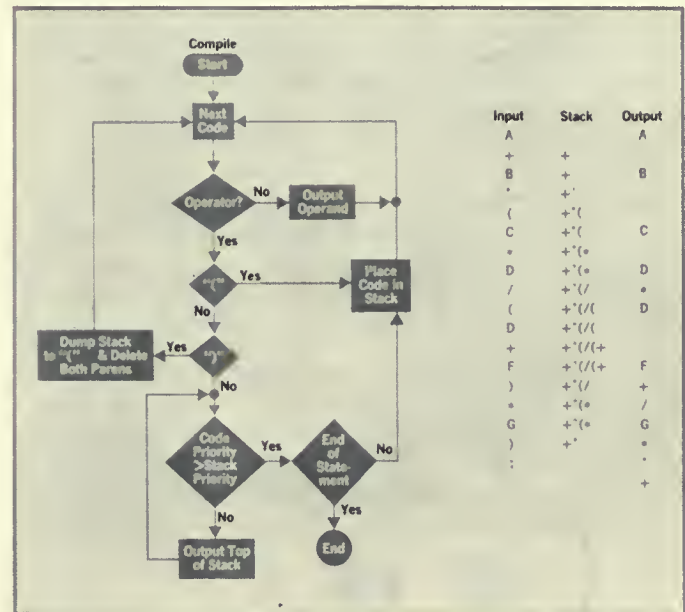 Compile
Start
Next
Code
Operator?
No
Output
Operand
Yes
"("
Yes
Place
Code in
Stack
No
Dump Stack
to "(" & Delete
Both Parens
Yes
")"
No
Code
Priority
>Stack
Priority
Yes
End
of
State-
ment
No
No
Yes
Output Top
of Stack
End
Input Stack Output
A A
+ +
B + B
* +*
( +*(
C +*( C
• +*(•
D +*(• D
/ +*(/ •
( +*(/( D
D +*(/(
+ +*(/(+
F +*(/(+ F
) +*(/ +
• +*(• /
G +*(• G
) +* •
; *
+